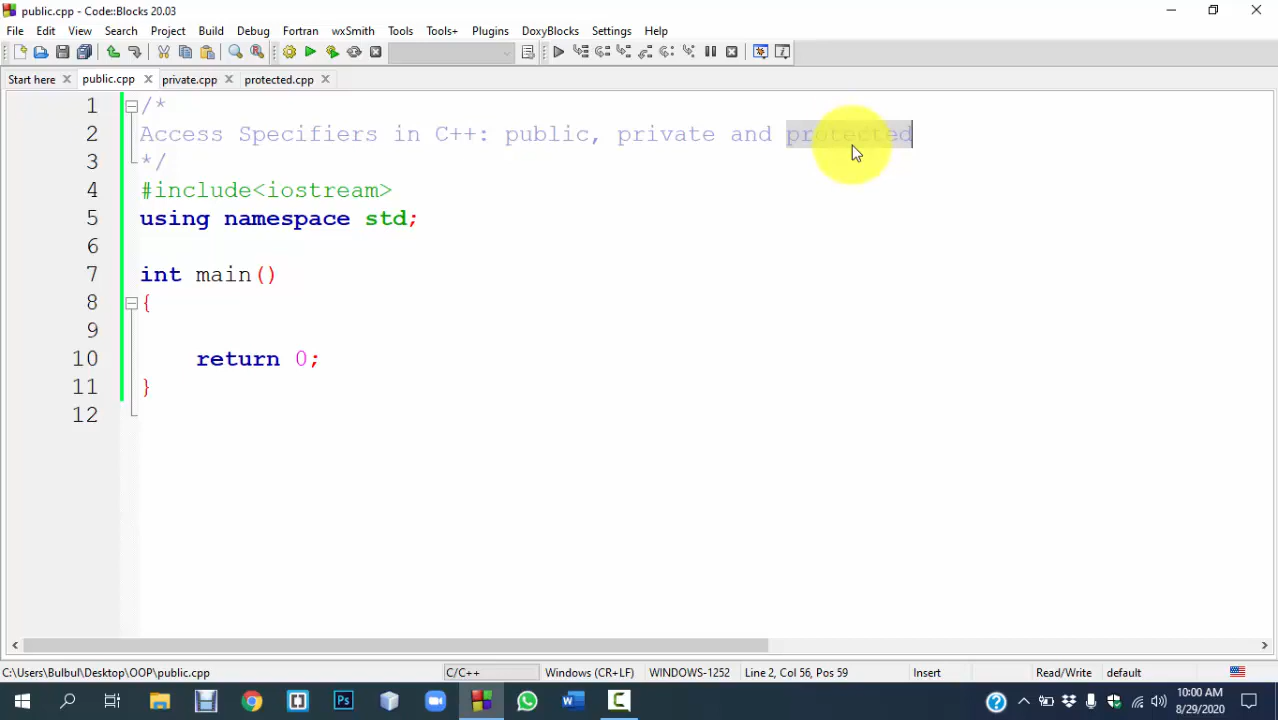 public.cpp - Code::Blocks 20.03
File Edit View Search Project Build Debug Fortran wxSmith Tools Tools+ Plugins DoxyBlocks Settings Help
Start here public.cpp private.cpp protected.cpp
1 /*
2 Access Specifiers in C++: public, private and protected
3 */
4 #include<iostream>
5 using namespace std;
6
7 int main()
8 {
9
10 return 0;
11 }
12
C:\Users\Bulbul\Desktop\OOP\public.cpp C/C++ Windows (CR+LF) WINDOWS-1252 Line 2, Col 56, Pos 59 Insert Read/Write default
10:00 AM
8/29/2020